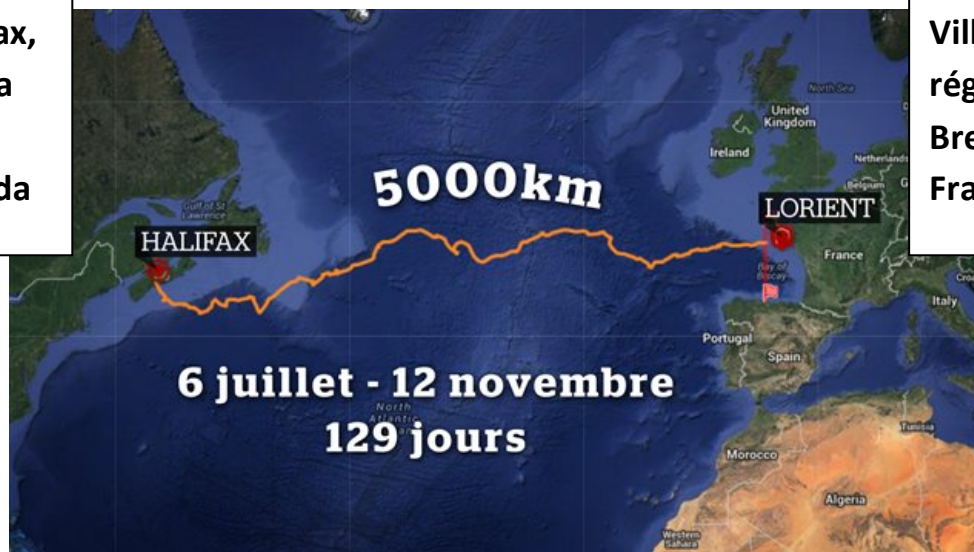 ax,
a
da
Vill
rég
Bre
Fra
North Sea
United
Kingdom
Ireland
Netherlands
Belgium
G
5000km
Gulf of St
Lawrence
HALIFAX
LORIENT
France
Bay of
Biscay
Cro
Italy
Portugal
Spain
6 juillet - 12 novembre
North
Atlantic
129 jours
Tunisia
Morocco
Algeria
Western
Sahara